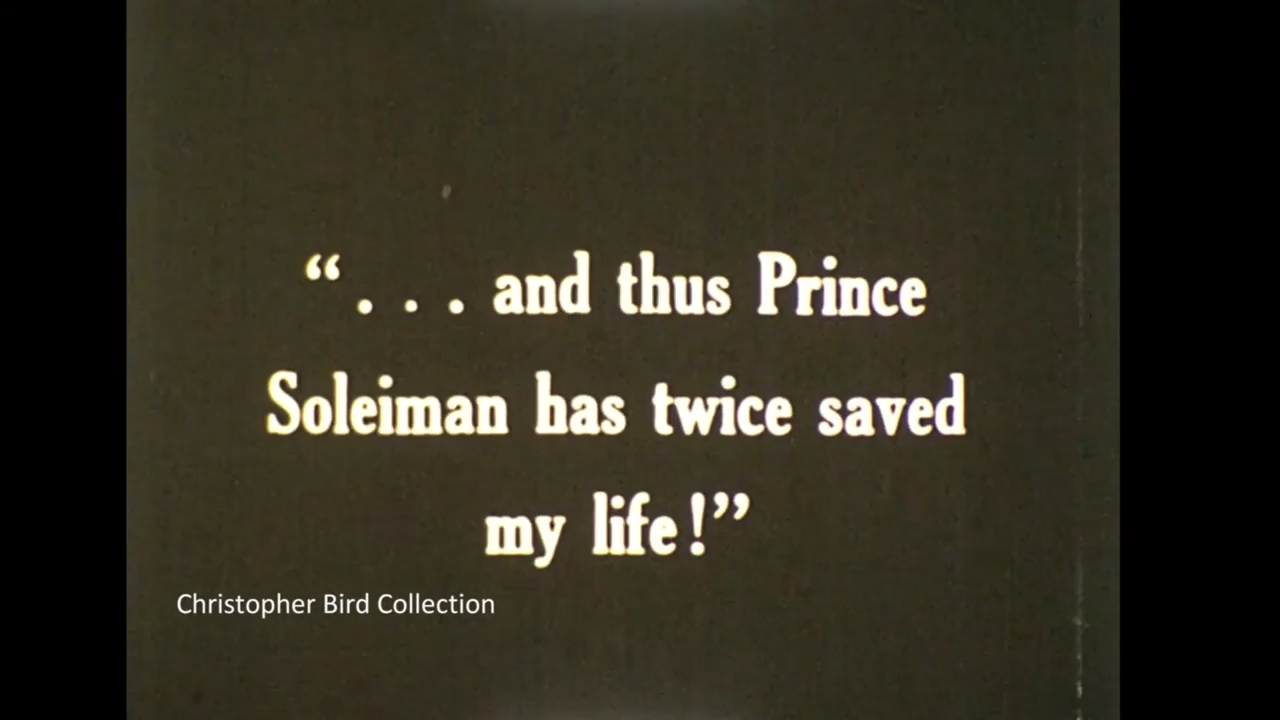 “. . . and thus Prince
Soleiman has twice saved
my life!”
Christopher Bird Collection